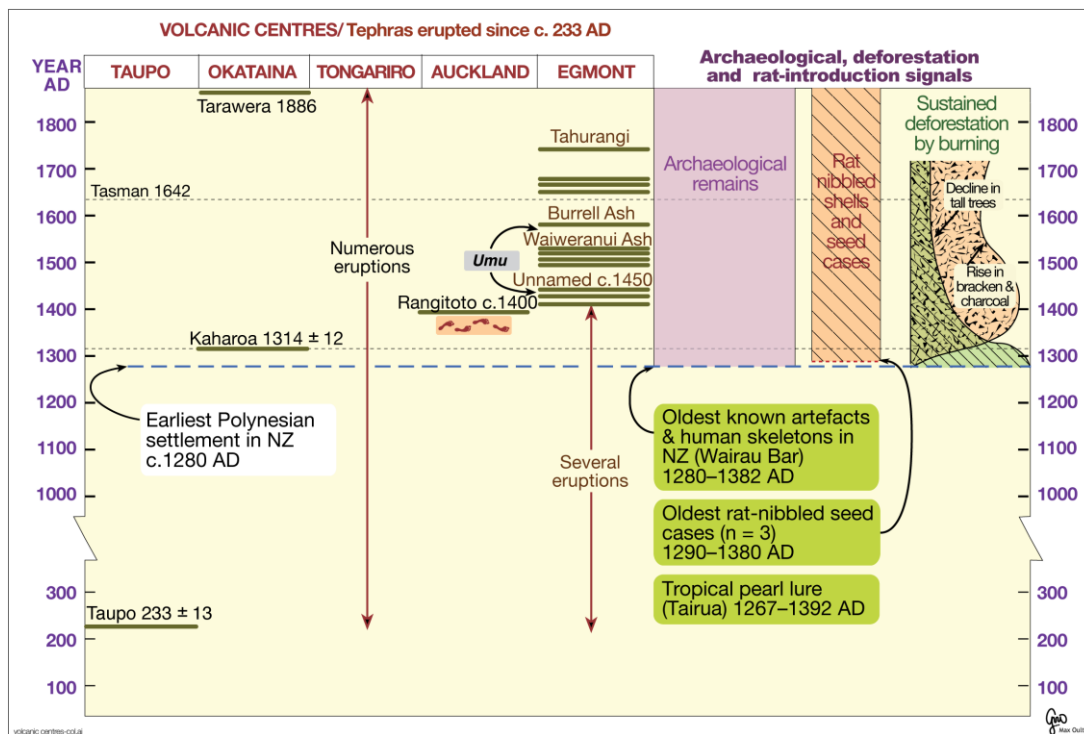 VOLCANIC CENTRES/ Tephras erupted since c. 233 AD
Archaeological, deforestation
and rat-introduction signals
YEAR
AD
TAUPO
OKATAINA
TONGARIRO
AUCKLAND
EGMONT
1800
1700
1600
1500
1400
1300
1200
1100
1000
300
200
100
Tarawera 1886
Tasman 1642
Numerous
eruptions
Kaharoa 1314 ± 12
Earliest Polynesian
settlement in NZ
c.1280 AD
Taupo 233 ± 13
Rangitoto c.1400
Umu
Tahurangi
Burrell Ash
Waiweranui Ash
Unnamed c.1450
Several
eruptions
Archaeological
remains
Rat
nibbled
shells
and
seed
cases
Sustained
deforestation
by burning
Decline in
tall trees
Rise in
bracken &
charcoal
Oldest known artefacts
& human skeletons in
NZ (Wairau Bar)
1280–1382 AD
Oldest rat-nibbled seed
cases (n = 3)
1290–1380 AD
Tropical pearl lure
(Tairua) 1267–1392 AD
1800
1700
1600
1500
1400
1300
1200
1100
1000
300
200
100
volcanic centres-col.ai